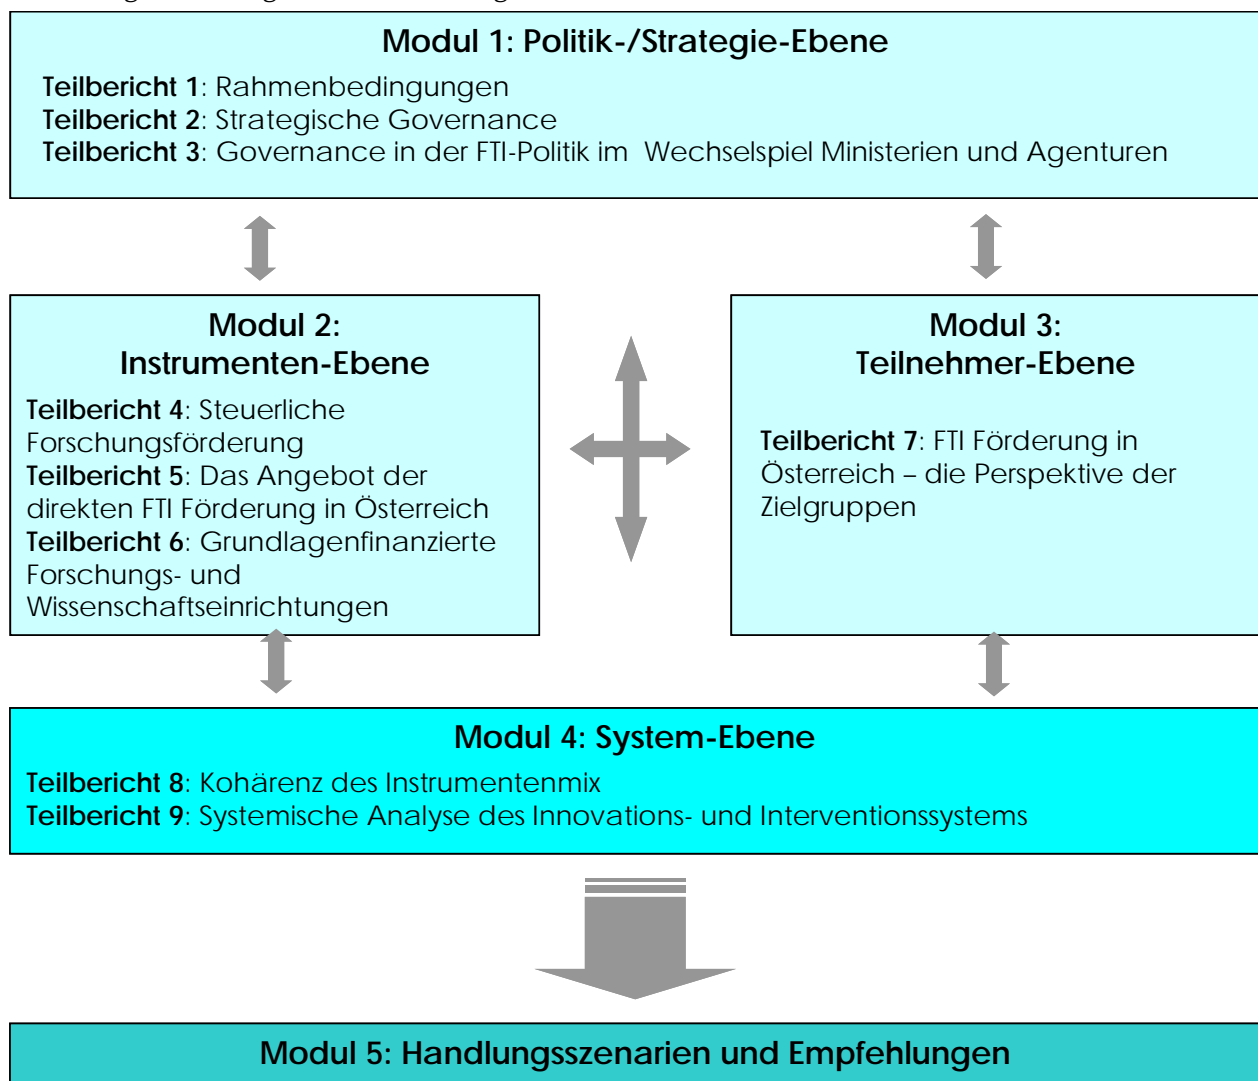 Modul 1: Politik-/Strategie-Ebene
Teilbericht 1: Rahmenbedingungen
Teilbericht 2: Strategische Governance
Teilbericht 3: Governance in der FTI-Politik im Wechselspiel Ministerien und Agenturen
Modul 2:
Instrumenten-Ebene
Teilbericht 4: Steuerliche
Forschungsförderung
Teilbericht 5: Das Angebot der
direkten FTI Förderung in Österreich
Teilbericht 6: Grundlagenfinanzierte
Forschungs- und
Wissenschaftseinrichtungen
Modul 3:
Teilnehmer-Ebene
Teilbericht 7: FTI Förderung in
Österreich – die Perspektive der
Zielgruppen
Modul 4: System-Ebene
Teilbericht 8: Kohärenz des Instrumentenmix
Teilbericht 9: Systemische Analyse des Innovations- und Interventionssystems
Modul 5: Handlungsszenarien und Empfehlungen